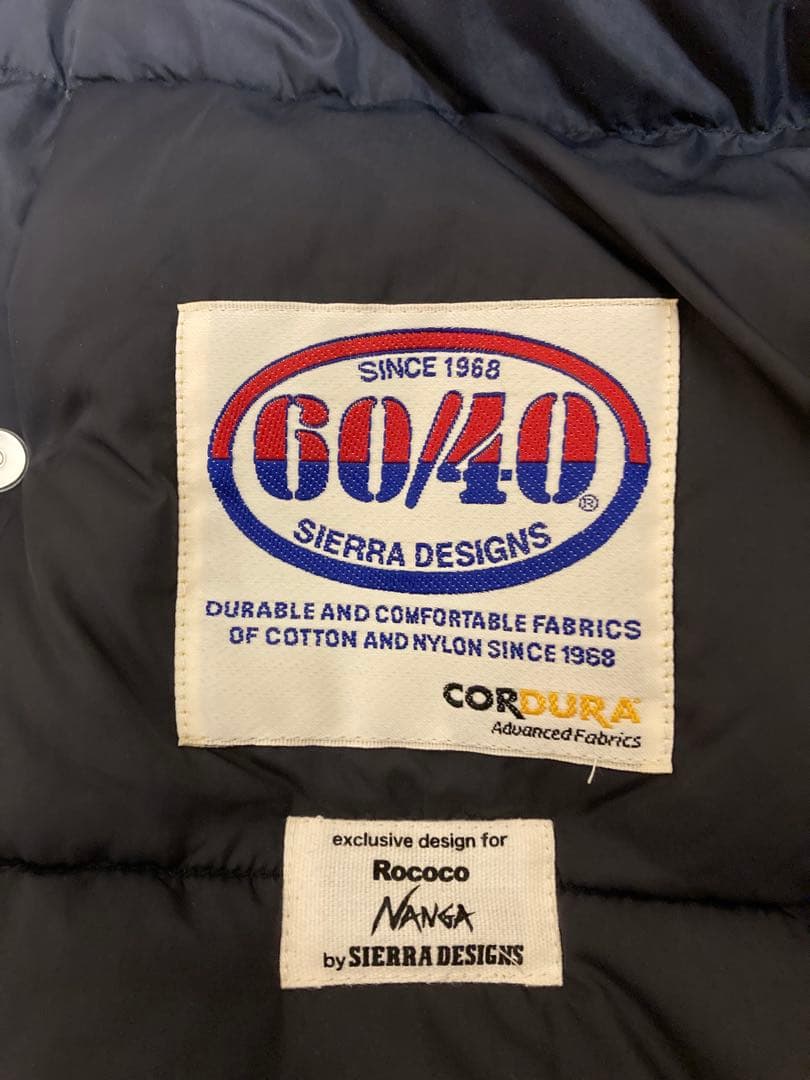 SINCE 1968
60/40®
SIERRA DESIGNS
DURABLE AND COMFORTABLE FABRICS
OF COTTON AND NYLON SINCE 1968
CORDURA
Advanced Fabrics
exclusive design for
Rococo
NANGA
by SIERRA DESIGNS